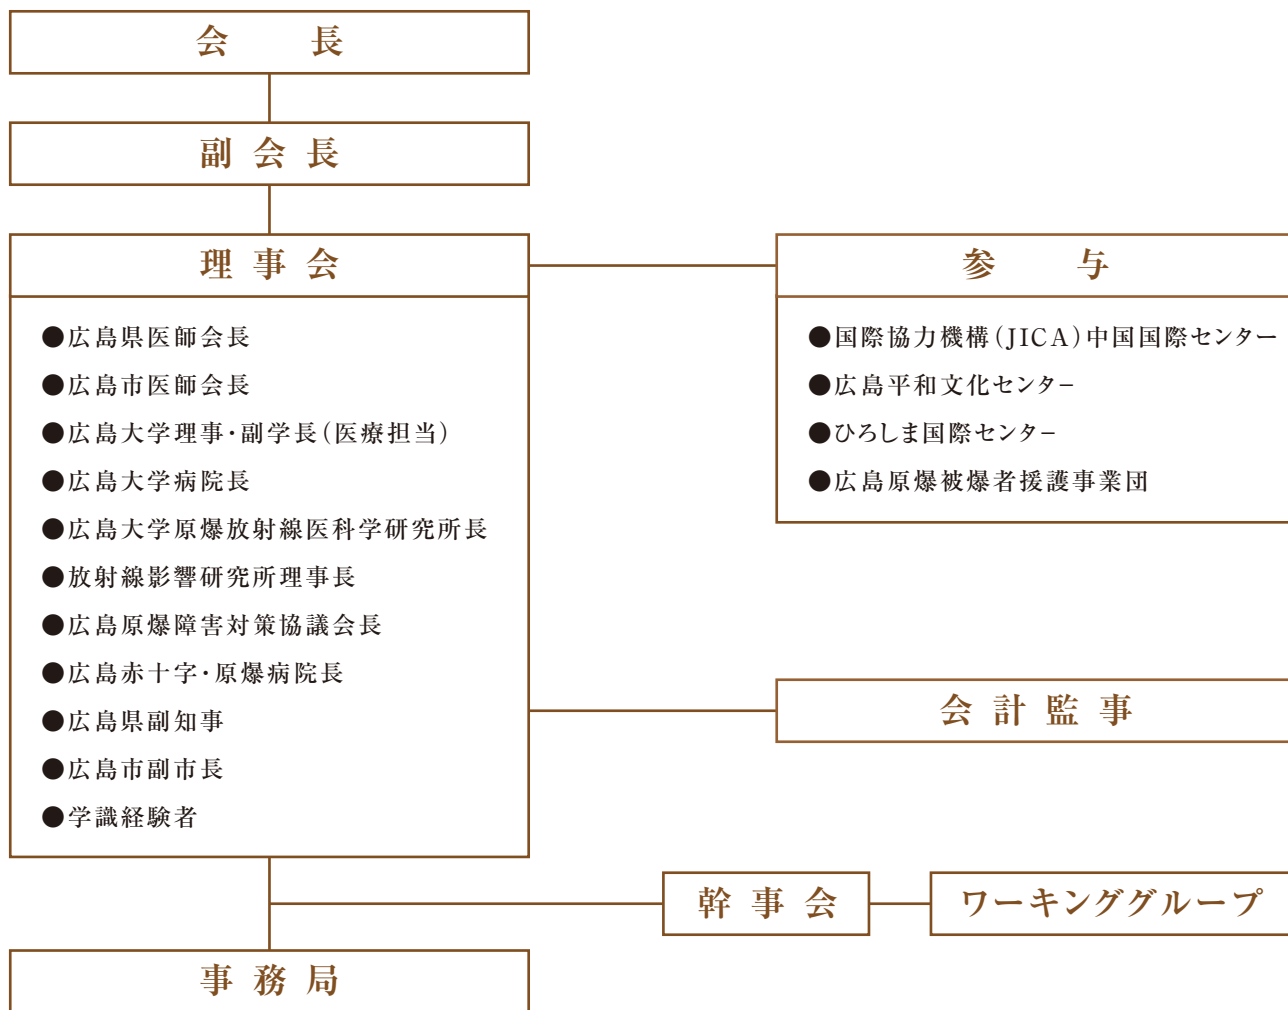 会長
副会長
理事会
●広島県医師会長
●広島市医師会長
●広島大学理事・副学長（医療担当）
●広島大学病院長
●広島大学原爆放射線医科学研究所長
●放射線影響研究所理事長
●広島原爆障害対策協議会長
●広島赤十字・原爆病院長
●広島県副知事
●広島市副市長
●学識経験者
参与
●国際協力機構（JICA）中国国際センター
●広島平和文化センター
●ひろしま国際センター
●広島原爆被爆者援護事業団
会計監事
幹事会
ワーキンググループ
事務局